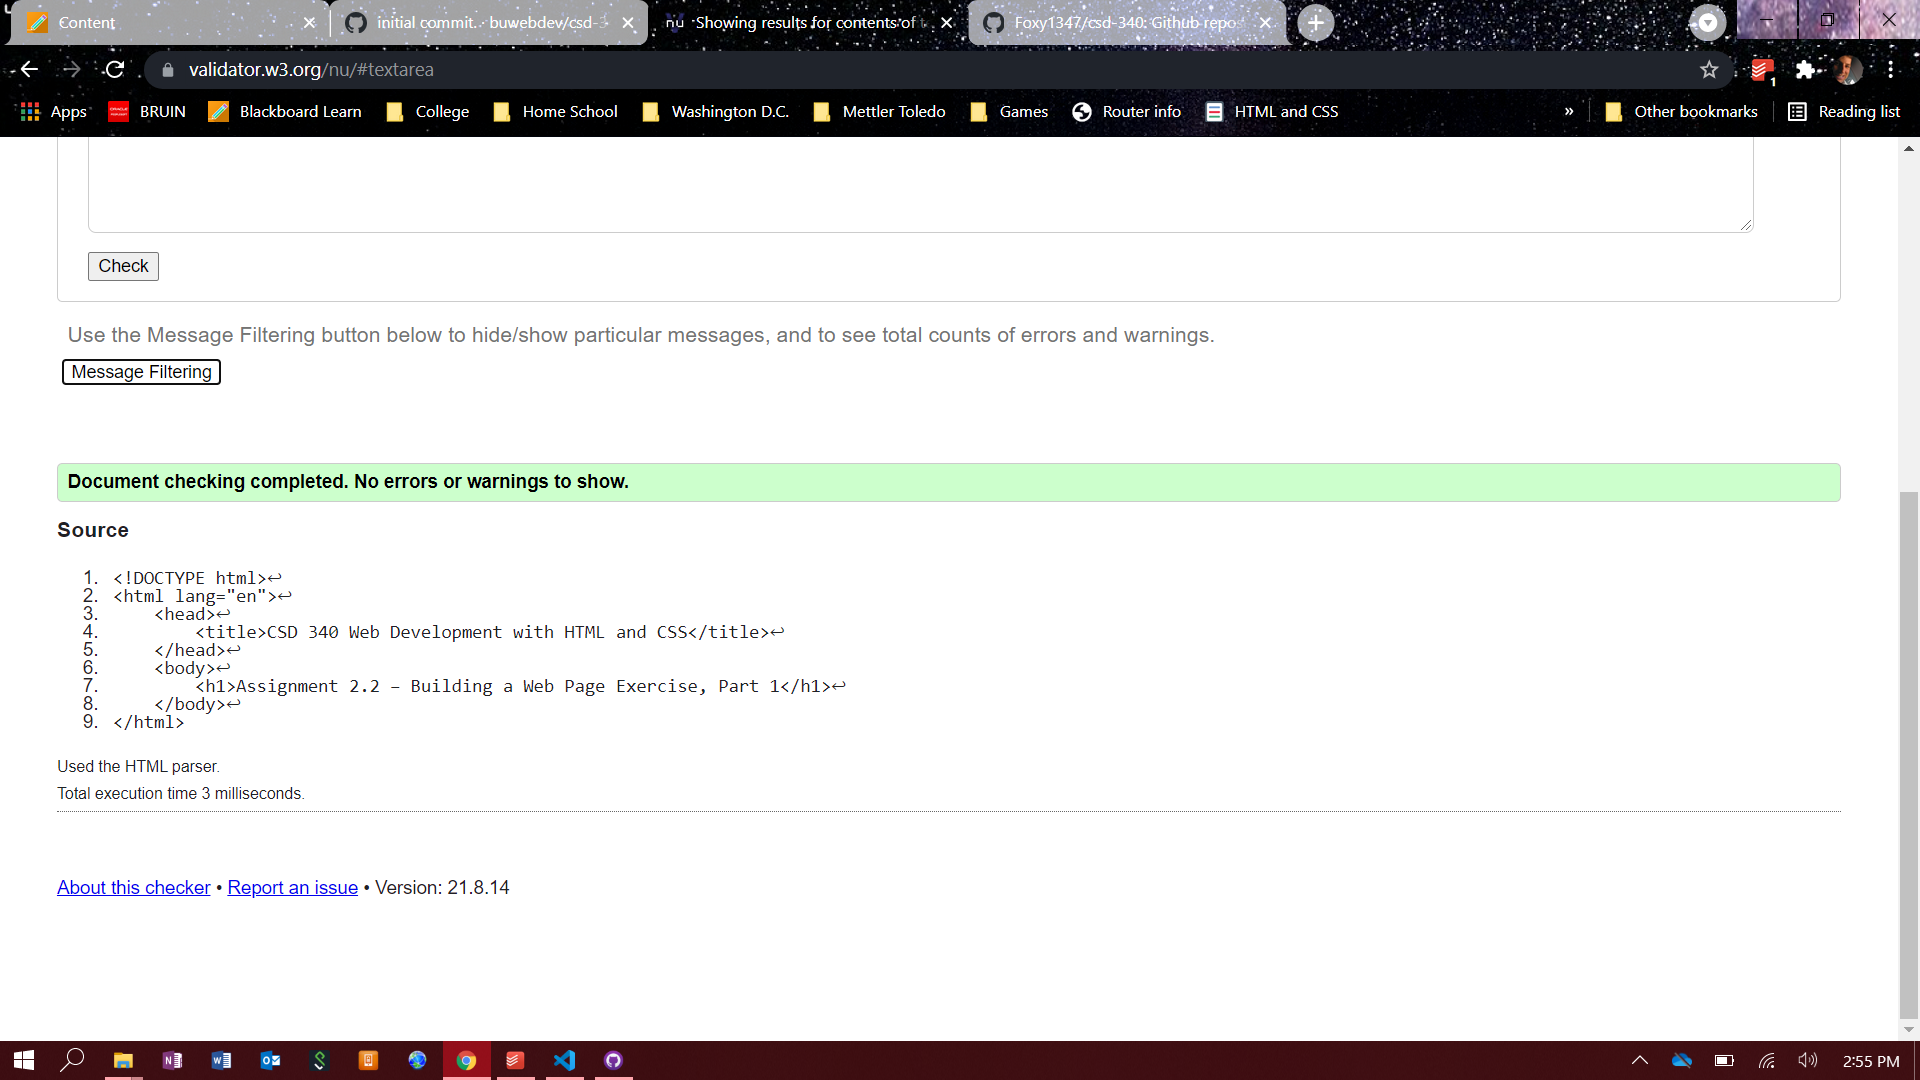 Content
initial commit. · buwebdev/csd-3
Showing results for contents of t
Foxy1347/csd-340: Github repo
validator.w3.org/nu/#textarea
1
Apps BRUIN Blackboard Learn College Home School Washington D.C. Mettler Toledo Games Router info HTML and CSS » Other bookmarks Reading list
Check
Use the Message Filtering button below to hide/show particular messages, and to see total counts of errors and warnings.
Message Filtering
Document checking completed. No errors or warnings to show.
Source
1. <!DOCTYPE html>↩
2. <html lang="en">↩
3.     <head>↩
4.         <title>CSD 340 Web Development with HTML and CSS</title>↩
5.     </head>↩
6.     <body>↩
7.         <h1>Assignment 2.2 – Building a Web Page Exercise, Part 1</h1>↩
8.     </body>↩
9. </html>
Used the HTML parser.
Total execution time 3 milliseconds.
About this checker • Report an issue • Version: 21.8.14
2:55 PM